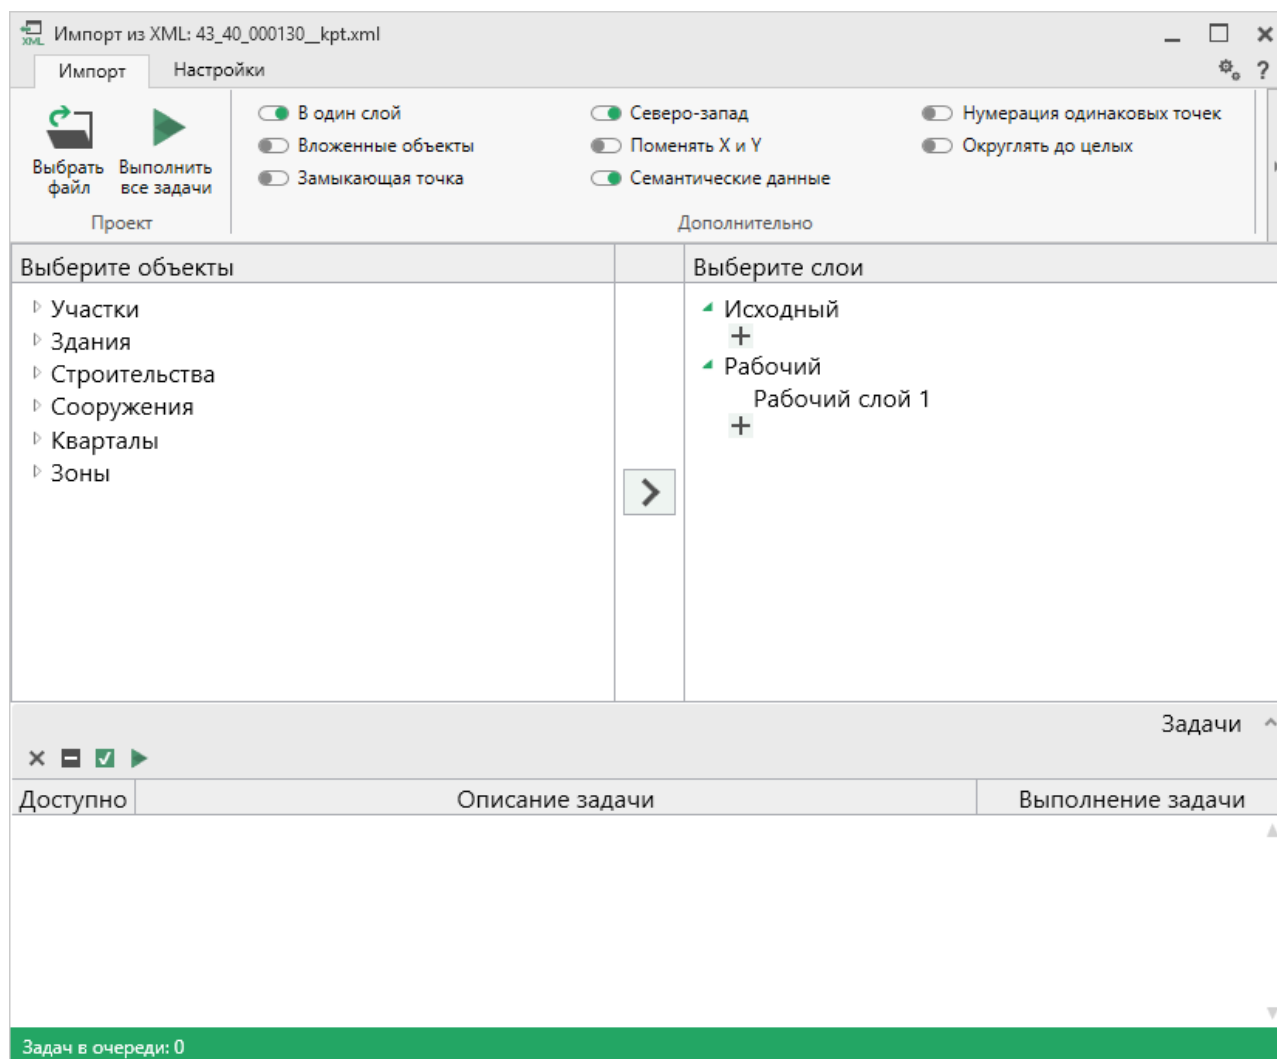 Импорт из XML: 43_40_000130__kpt.xml
Импорт Настройки
XML
В один слой Северо-запад Нумерация одинаковых точек
Вложенные объекты Поменять X и Y Округлять до целых
Замыкающая точка Семантические данные
Выбрать файл Выполнить все задачи
Проект Дополнительно
Выберите объекты Выберите слои
Участки Исходный
Здания
Строительства Рабочий
Сооружения Рабочий слой 1
Кварталы
Зоны
Задачи
Доступно Описание задачи Выполнение задачи
Задач в очереди: 0